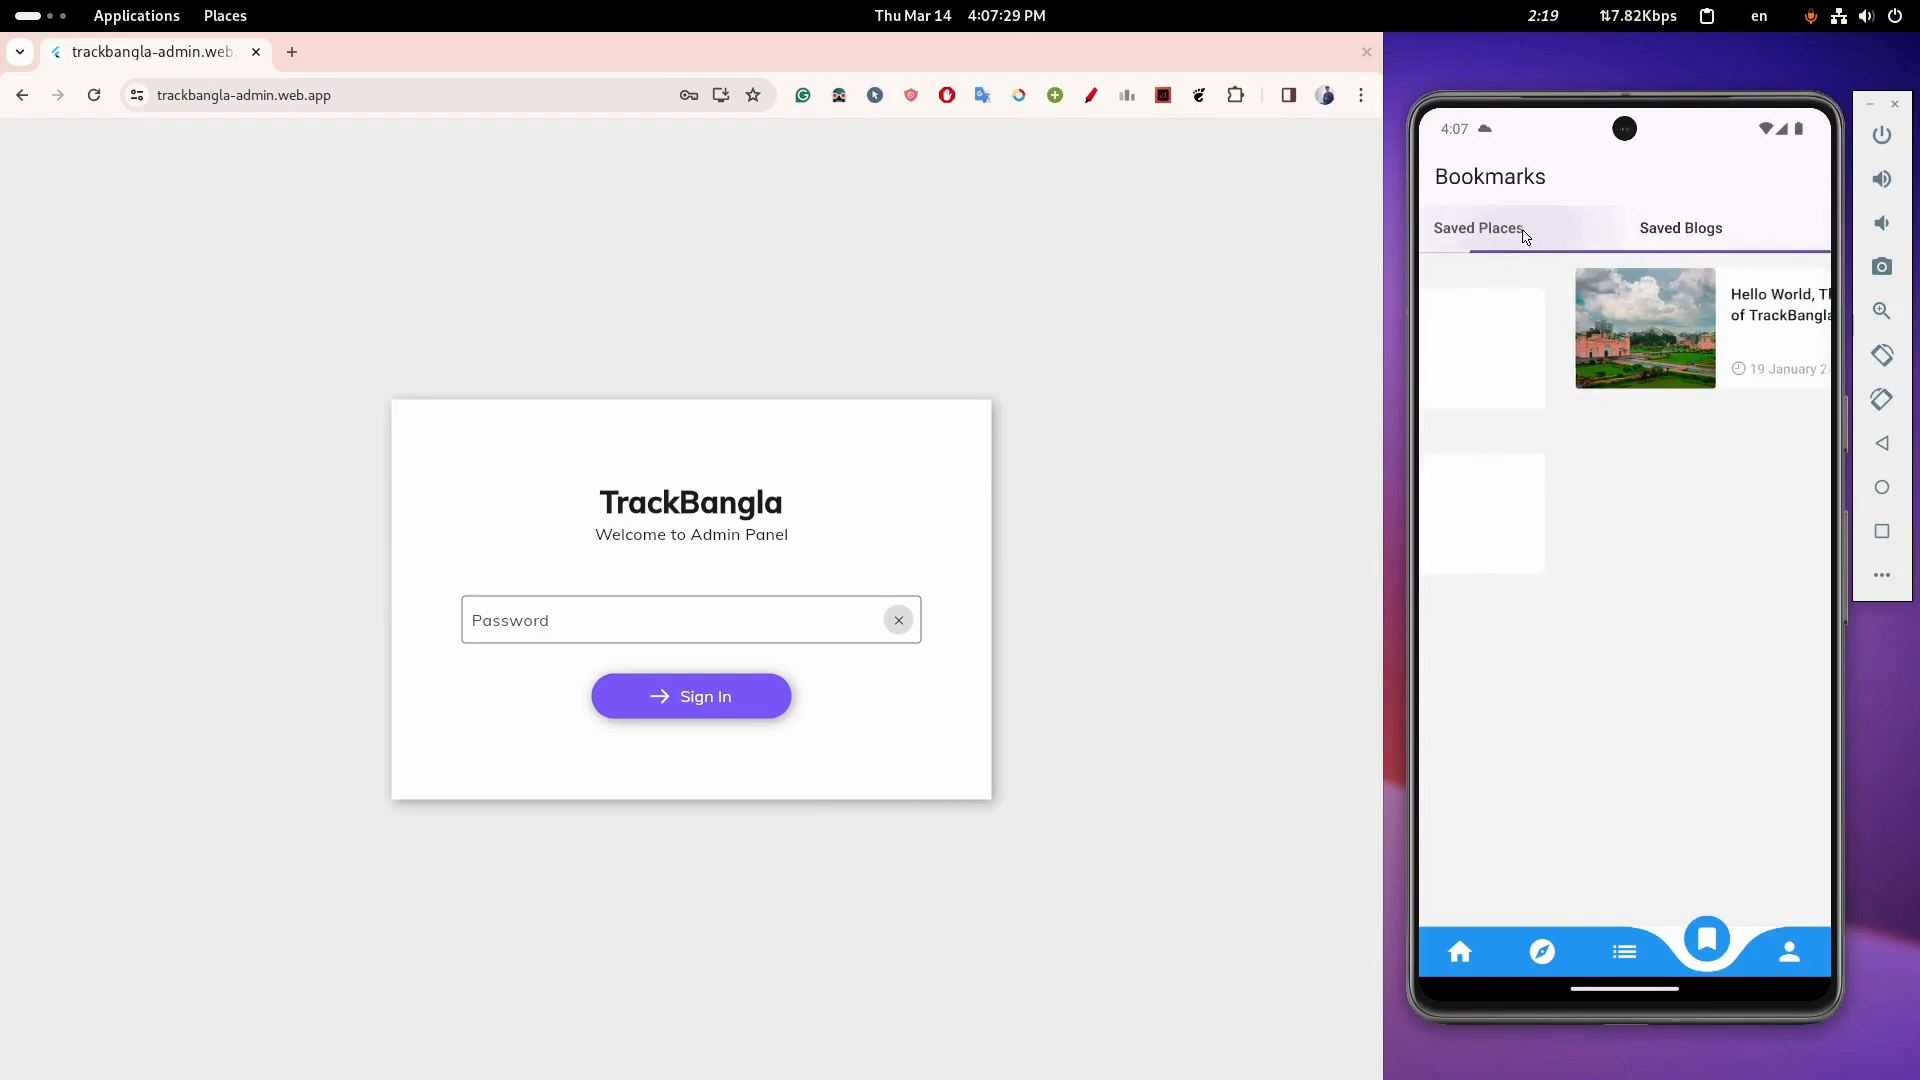 Applications Places
Thu Mar 14 4:07:29 PM
2:19 ⇅7.82Kbps en
trackbangla-admin.web.
trackbangla-admin.web.app
TrackBangla
Welcome to Admin Panel
Password
Sign In
4:07
Bookmarks
Saved Places Saved Blogs
Hello World, Th
of TrackBangla
19 January 2